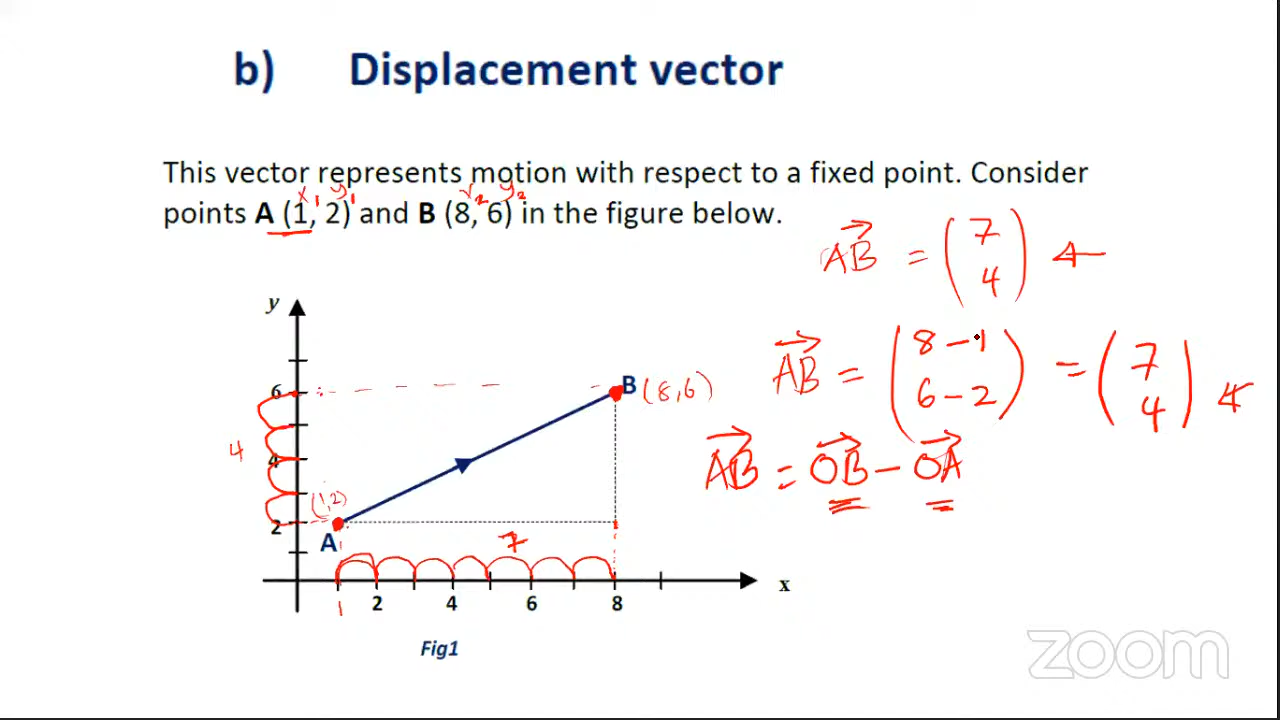 b) Displacement vector
This vector represents motion with respect to a fixed point. Consider
x₁ y₁ x₂ y₂
points A (1, 2) and B (8, 6) in the figure below.
AB = (7
4)
AB = (8 - 1
6 - 2) = (7
4)
AB = OB - OA
y
6
4
4
2
B (8,6)
(1,2)
A
7
1 2 4 6 8 x
Fig1
zoom